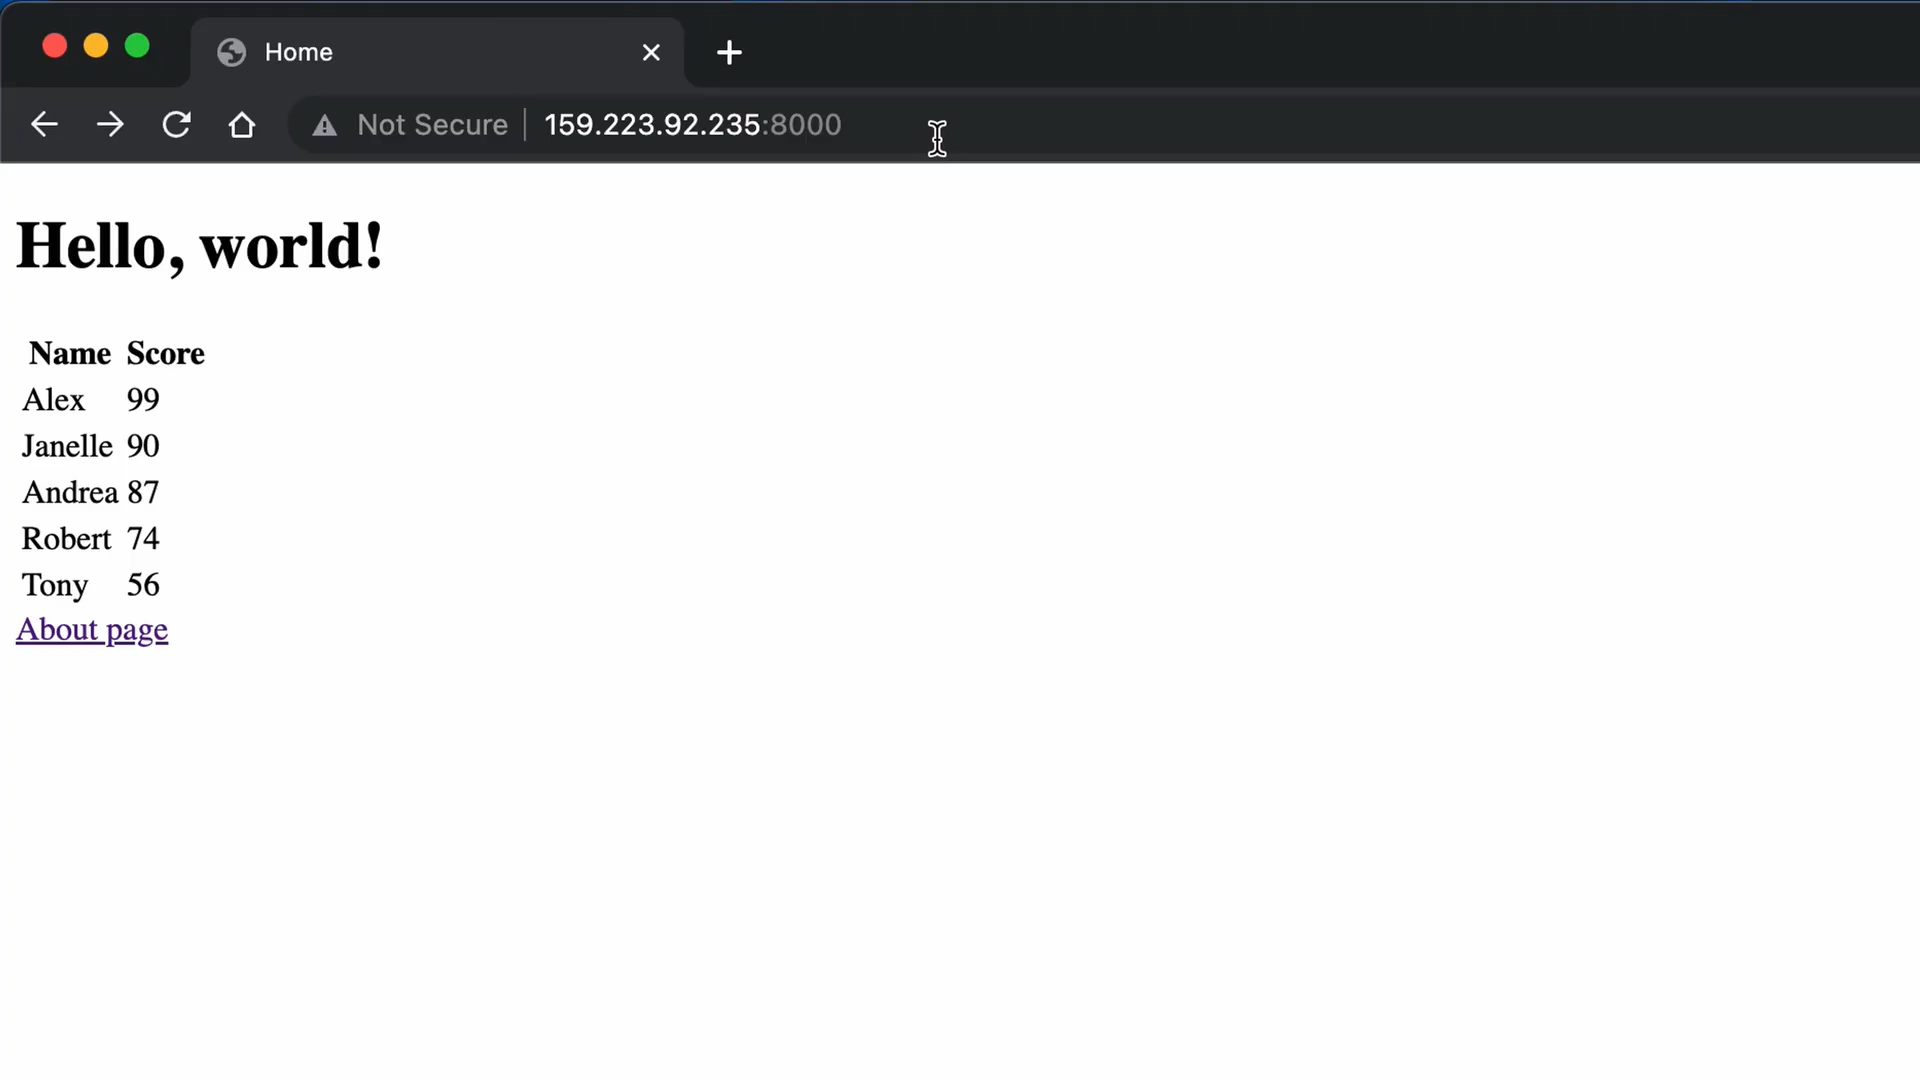 Home
Not Secure 159.223.92.235:8000
Hello, world!
Name Score
Alex 99
Janelle 90
Andrea 87
Robert 74
Tony 56
About page